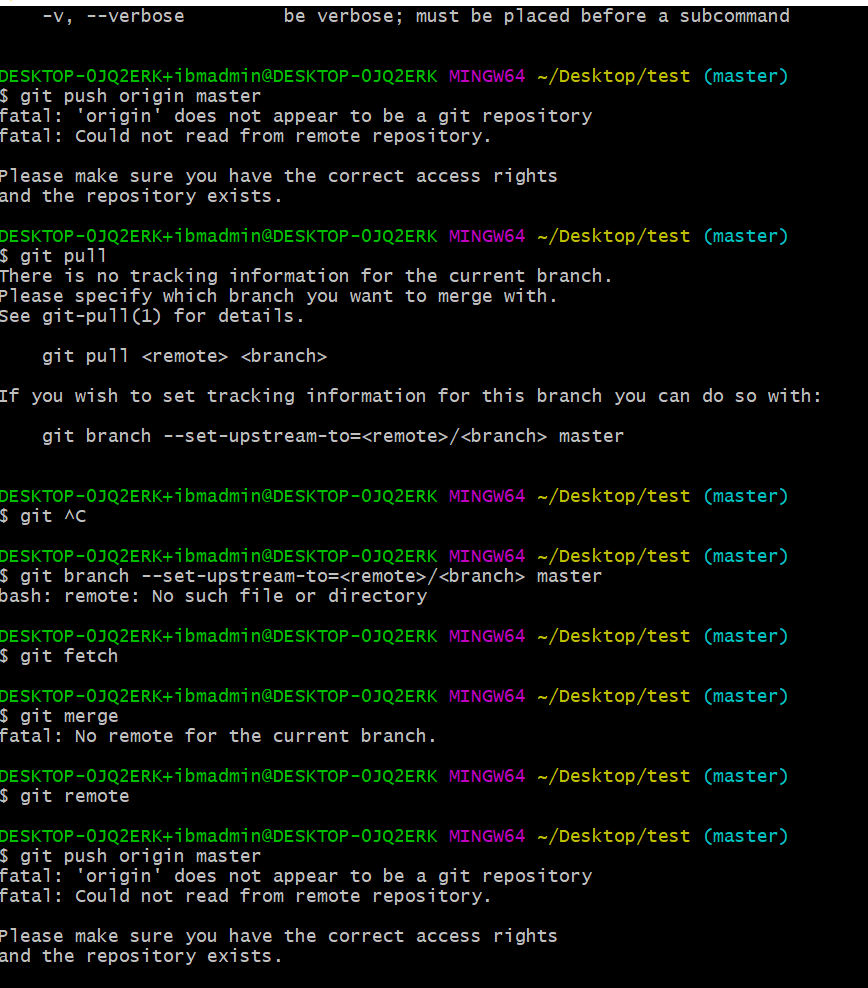 -v, --verbose be verbose; must be placed before a subcommand
DESKTOP-0JQ2ERK+ibmadmin@DESKTOP-0JQ2ERK MINGW64 ~/Desktop/test (master)
$ git push origin master
fatal: 'origin' does not appear to be a git repository
fatal: Could not read from remote repository.
Please make sure you have the correct access rights
and the repository exists.
DESKTOP-0JQ2ERK+ibmadmin@DESKTOP-0JQ2ERK MINGW64 ~/Desktop/test (master)
$ git pull
There is no tracking information for the current branch.
Please specify which branch you want to merge with.
See git-pull(1) for details.
git pull <remote> <branch>
If you wish to set tracking information for this branch you can do so with:
git branch --set-upstream-to=<remote>/<branch> master
DESKTOP-0JQ2ERK+ibmadmin@DESKTOP-0JQ2ERK MINGW64 ~/Desktop/test (master)
$ git ^C
DESKTOP-0JQ2ERK+ibmadmin@DESKTOP-0JQ2ERK MINGW64 ~/Desktop/test (master)
$ git branch --set-upstream-to=<remote>/<branch> master
bash: remote: No such file or directory
DESKTOP-0JQ2ERK+ibmadmin@DESKTOP-0JQ2ERK MINGW64 ~/Desktop/test (master)
$ git fetch
DESKTOP-0JQ2ERK+ibmadmin@DESKTOP-0JQ2ERK MINGW64 ~/Desktop/test (master)
$ git merge
fatal: No remote for the current branch.
DESKTOP-0JQ2ERK+ibmadmin@DESKTOP-0JQ2ERK MINGW64 ~/Desktop/test (master)
$ git remote
DESKTOP-0JQ2ERK+ibmadmin@DESKTOP-0JQ2ERK MINGW64 ~/Desktop/test (master)
$ git push origin master
fatal: 'origin' does not appear to be a git repository
fatal: Could not read from remote repository.
Please make sure you have the correct access rights
and the repository exists.